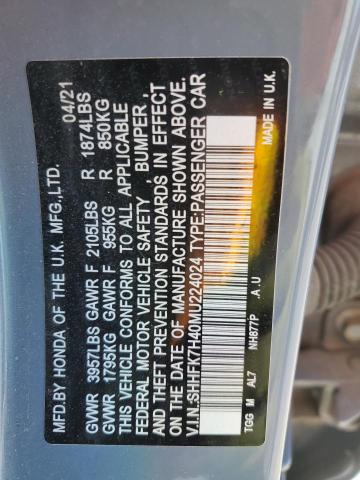 MFD.BY HONDA OF THE U.K. MFG.,LTD. 04/21
GVWR 3957LBS GAWR F 2105LBS R 1874LBS
GVWR 1795KG GAWR F 955KG R 850KG
THIS VEHICLE CONFORMS TO ALL APPLICABLE
FEDERAL MOTOR VEHICLE SAFETY , BUMPER ,
AND THEFT PREVENTION STANDARDS IN EFFECT
ON THE DATE OF MANUFACTURE SHOWN ABOVE.
V.I.N:SHHFK7H40MU224024 TYPE:PASSENGER CAR
TGG M AL7 NH877P .A .U MADE IN U.K.